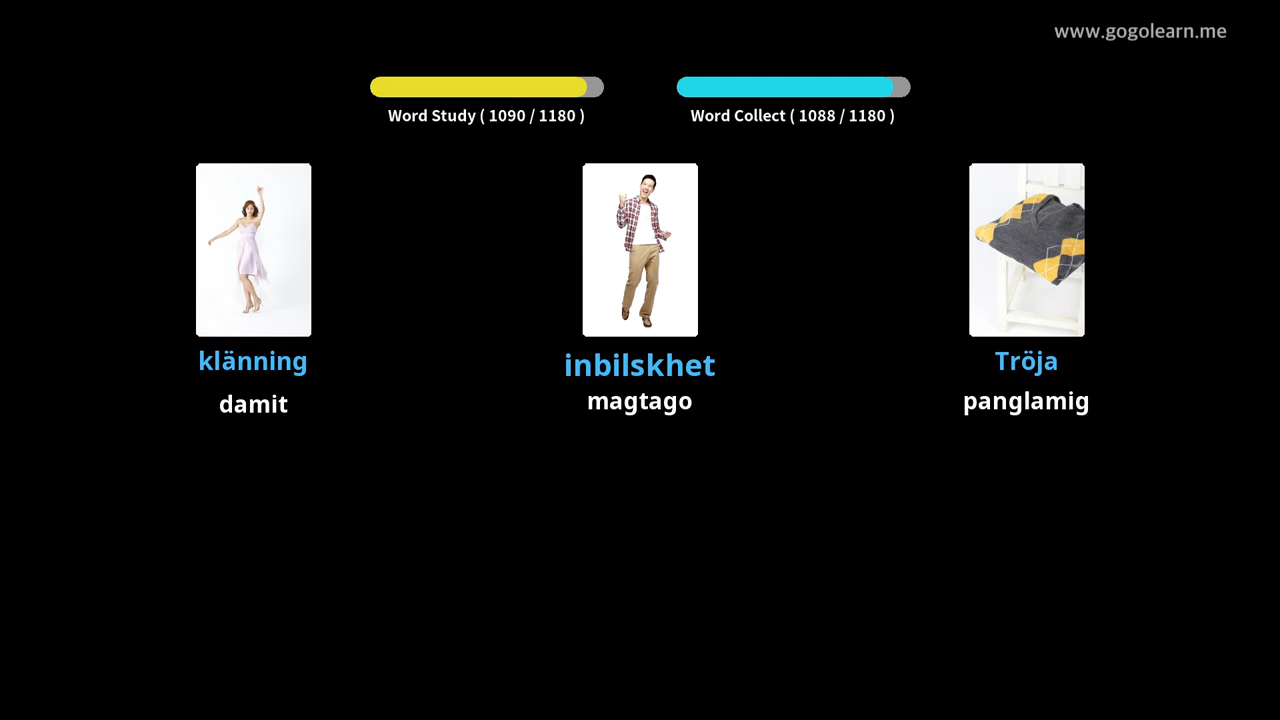 www.gogolearn.me
Word Study ( 1090 / 1180 )
Word Collect ( 1088 / 1180 )
klänning
inbilskhet
Tröja
damit
magtago
panglamig